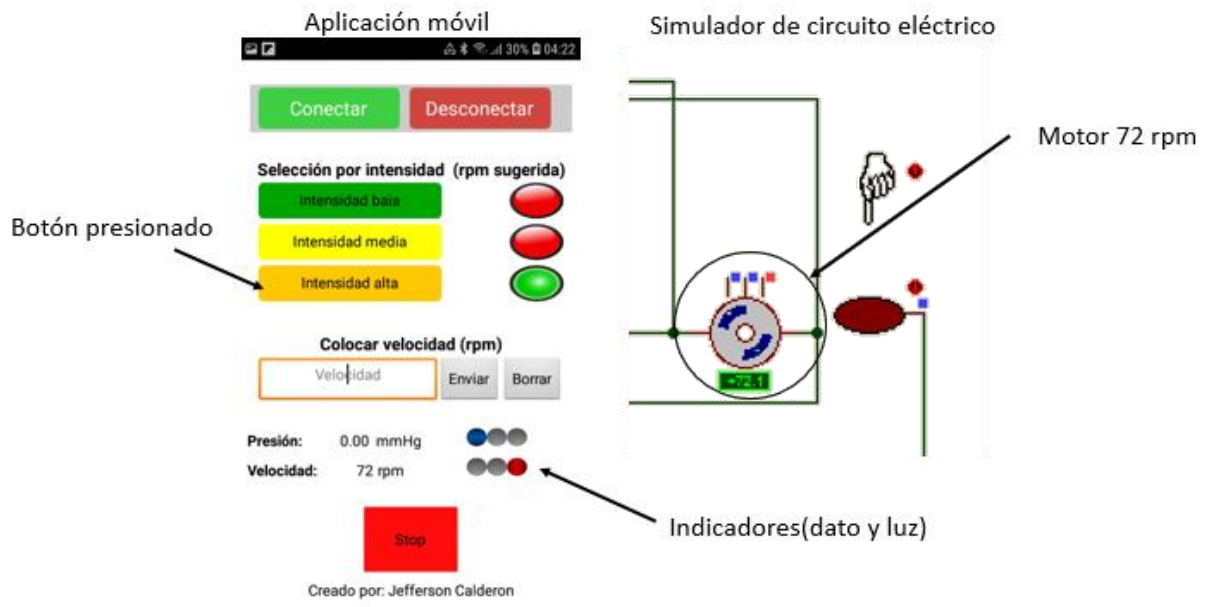 Aplicación móvil
30% 04:22
Conectar Desconectar
Selección por intensidad (rpm sugerida)
Intensidad baja
Intensidad media
Intensidad alta
Botón presionado
Colocar velocidad (rpm)
Velocidad Enviar Borrar
Presión: 0.00 mmHg
Velocidad: 72 rpm
Stop
Creado por: Jefferson Calderon
Simulador de circuito eléctrico
Motor 72 rpm
Indicadores(dato y luz)